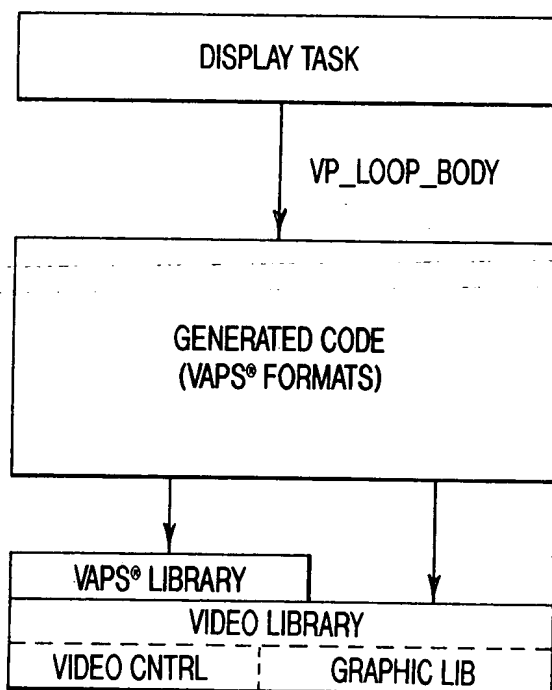 DISPLAY TASK
VP_LOOP_BODY
GENERATED CODE
(VAPS® FORMATS)
VAPS® LIBRARY
VIDEO LIBRARY
VIDEO CNTRL
GRAPHIC LIB